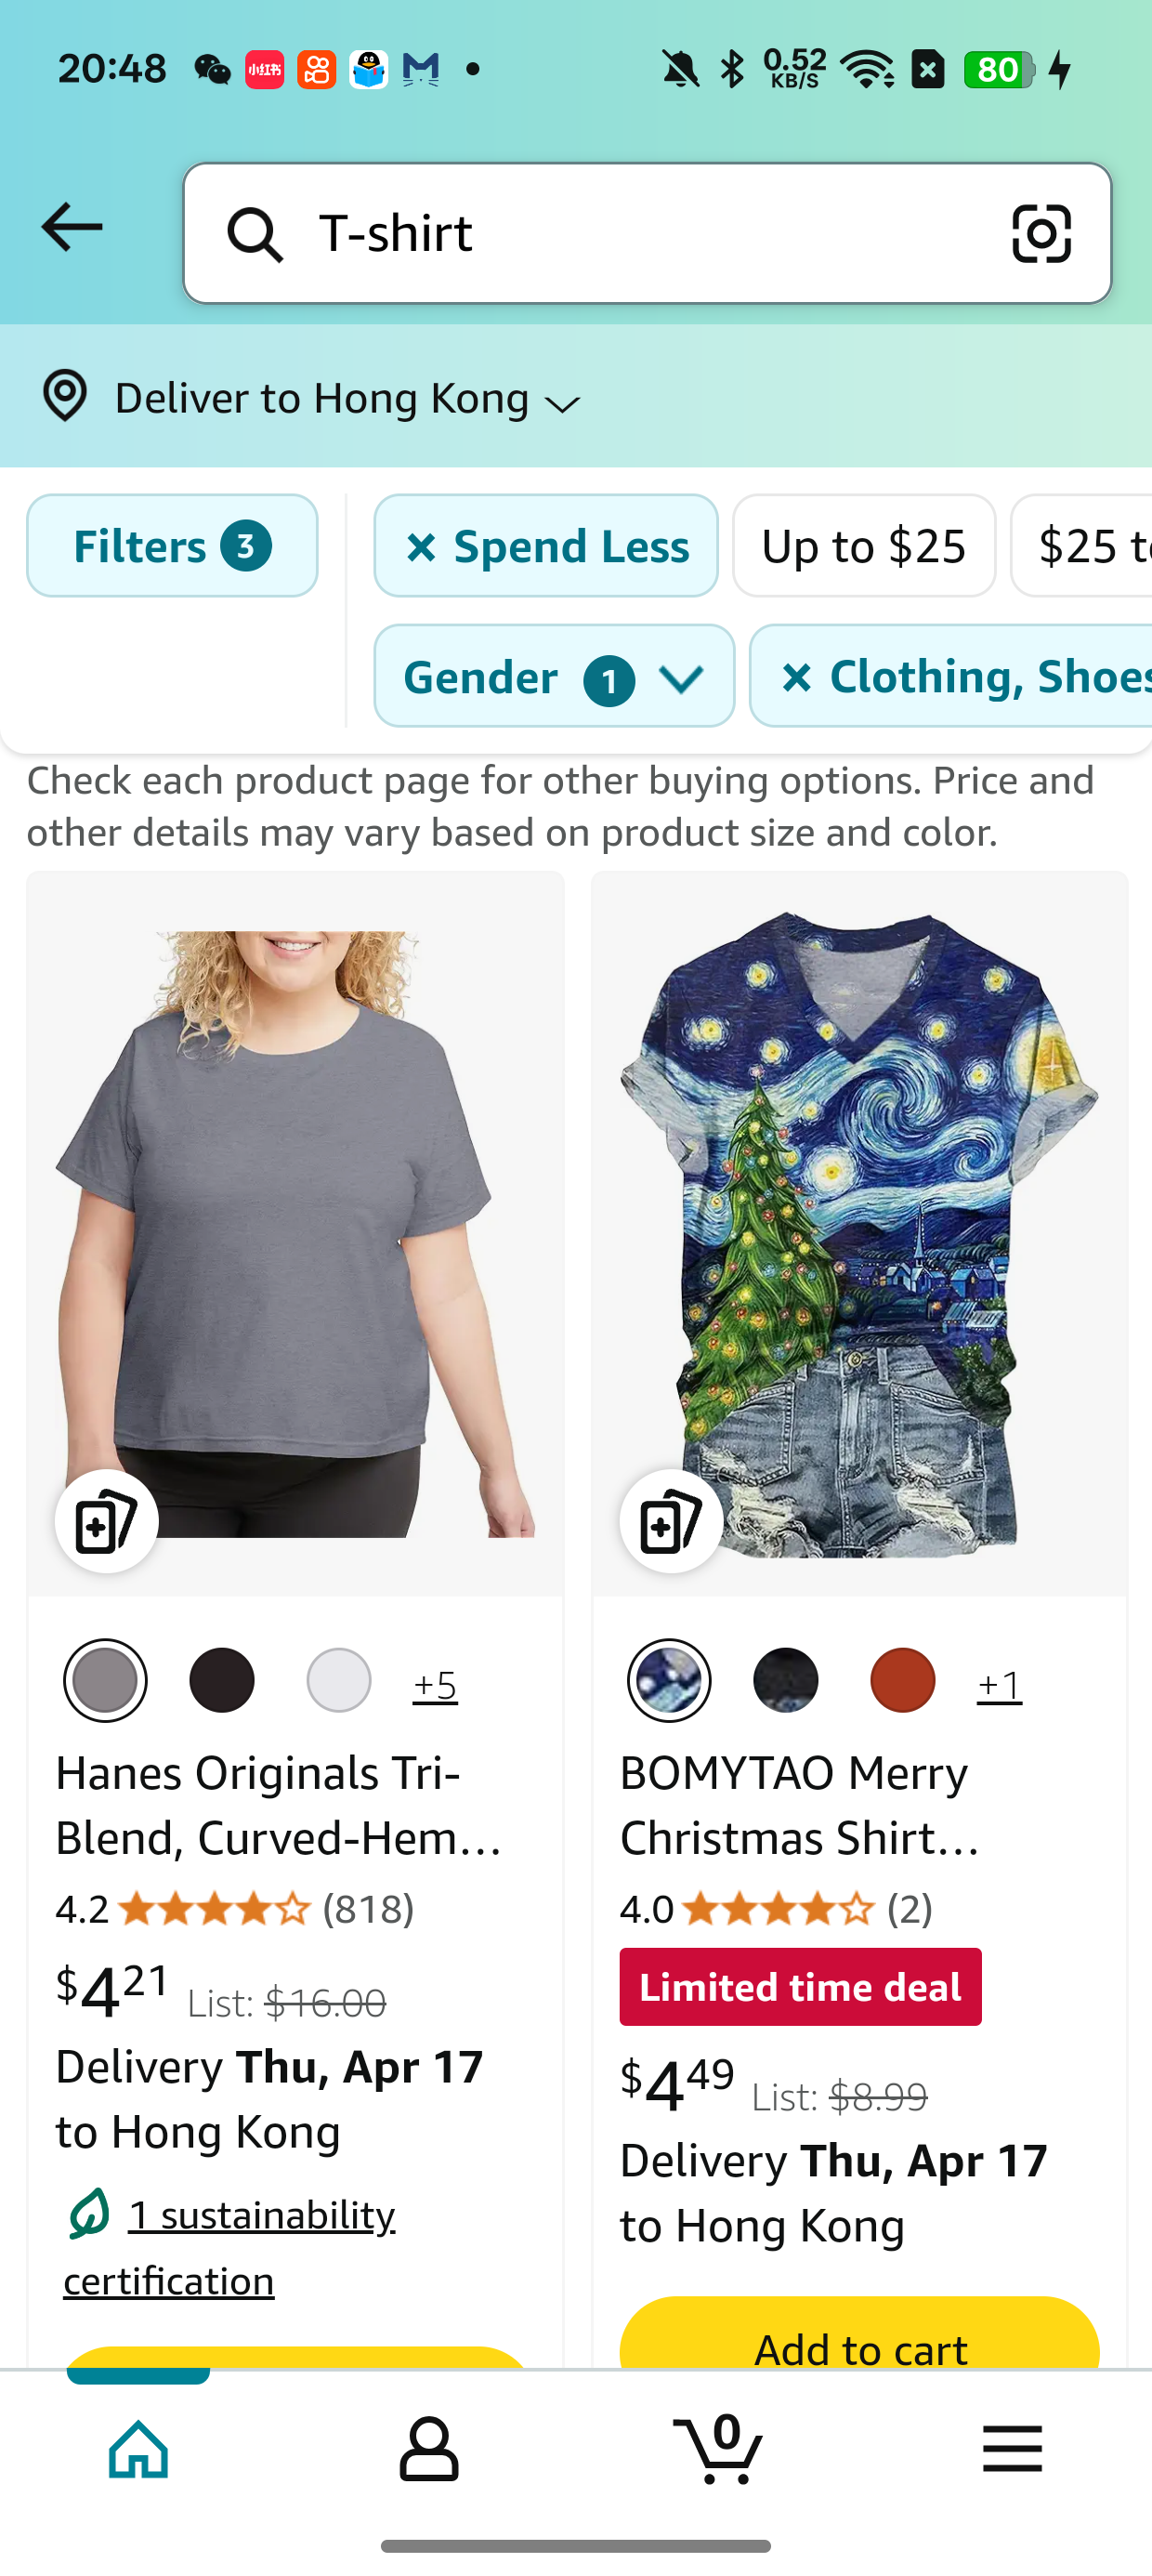 20:48
小红书
0.52
KB/S
80
T-shirt
Deliver to Hong Kong
Filters 3
Spend Less
Up to $25
$25 to
Gender 1
Clothing, Shoes
Check each product page for other buying options. Price and
other details may vary based on product size and color.
+5
Hanes Originals Tri-
Blend, Curved-Hem...
4.2 (818)
$4 21 List: $16.00
Delivery Thu, Apr 17
to Hong Kong
1 sustainability
certification
+1
BOMYTAO Merry
Christmas Shirt...
4.0 (2)
Limited time deal
$4 49 List: $8.99
Delivery Thu, Apr 17
to Hong Kong
Add to cart
0